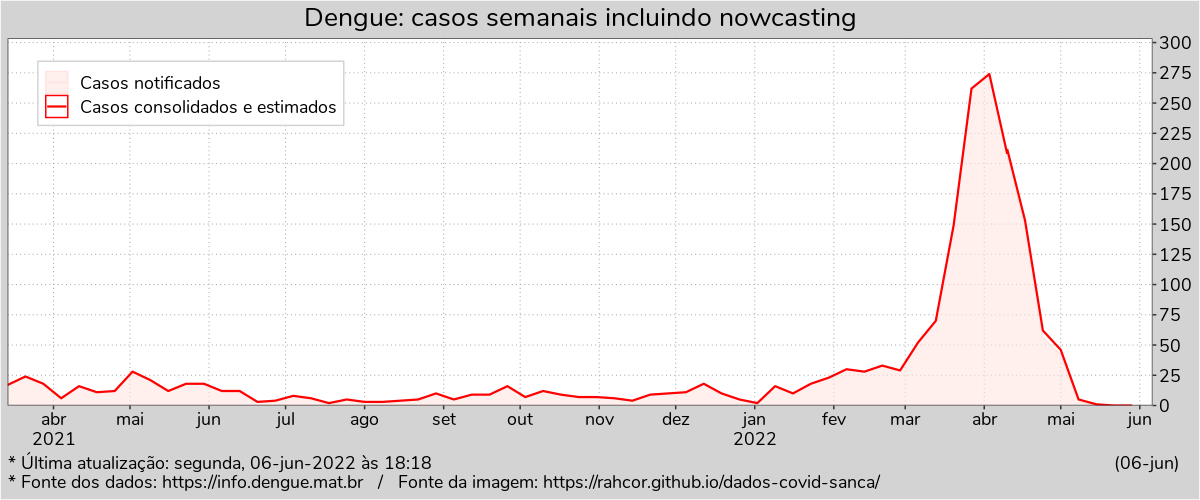 Dengue: casos semanais incluindo nowcasting
Casos notificados
Casos consolidados e estimados
300
275
250
225
200
175
150
125
100
75
50
25
0
abr mai jun jul ago set out nov dez jan fev mar abr mai jun
2021 2022
* Última atualização: segunda, 06-jun-2022 às 18:18 (06-jun)
* Fonte dos dados: https://info.dengue.mat.br / Fonte da imagem: https://rahcor.github.io/dados-covid-sanca/